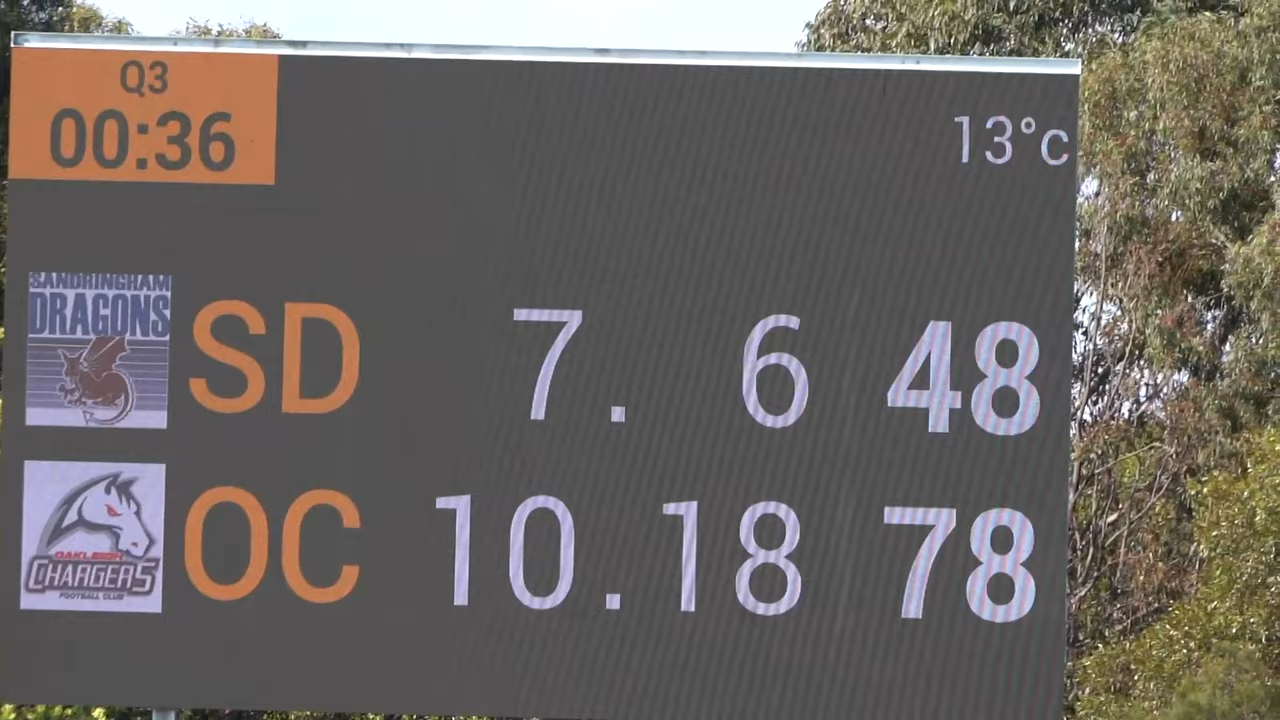 Q3
00:36
13°c
SANDRINGHAM
DRAGONS
SD 7. 6 48
OAKLEIGH
CHARGERS
FOOTBALL CLUB
OC 10.18 78